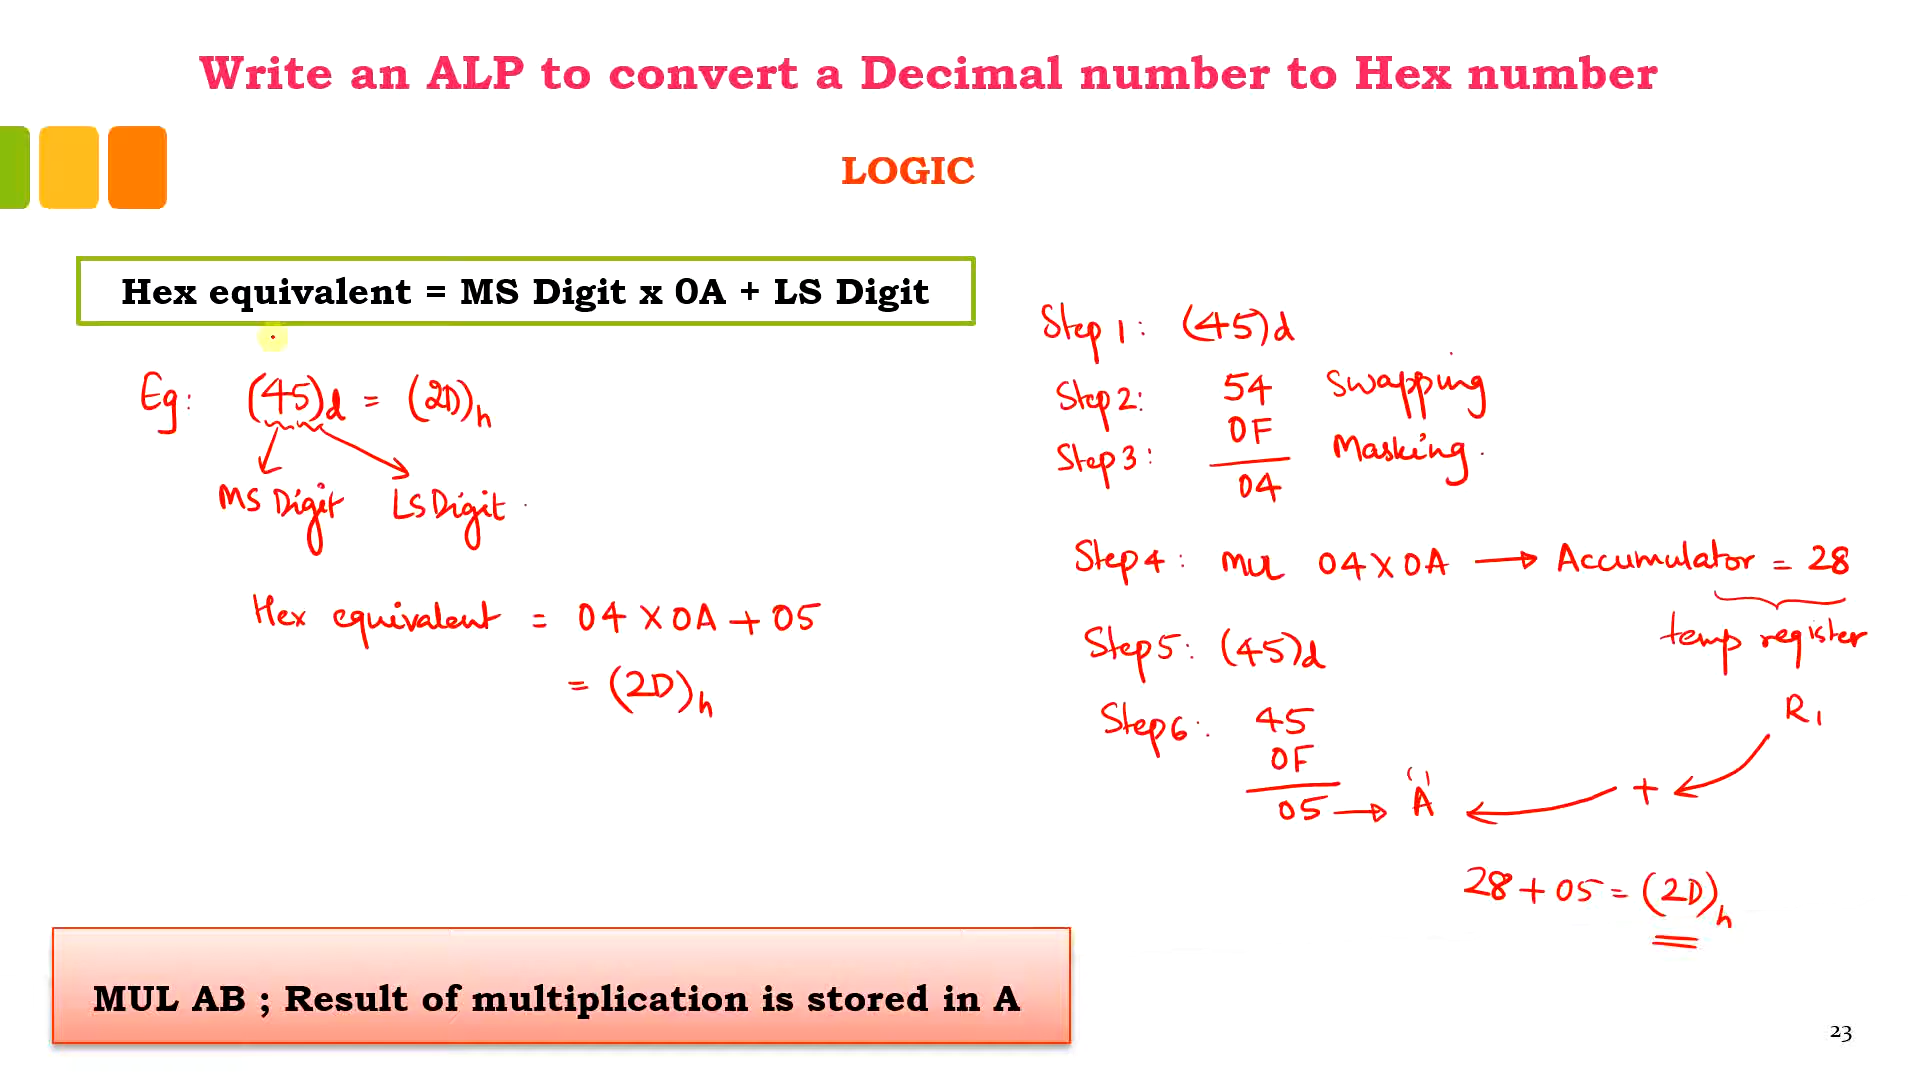 Write an ALP to convert a Decimal number to Hex number
LOGIC
Hex equivalent = MS Digit x 0A + LS Digit
Eg: (45)d = (2D)h
MS Digit LS Digit
Hex equivalent = 04 X 0A + 05
= (2D)h
Step 1: (45)d
Step 2: 54 Swapping
0F
Step 3: Masking
04
Step 4: MUL 04 X 0A → Accumulator = 28
temp register
R1
Step 5: (45)d
Step 6: 45
0F
05 → 'A' ← + ←
28 + 05 = (2D)h
MUL AB ; Result of multiplication is stored in A
23